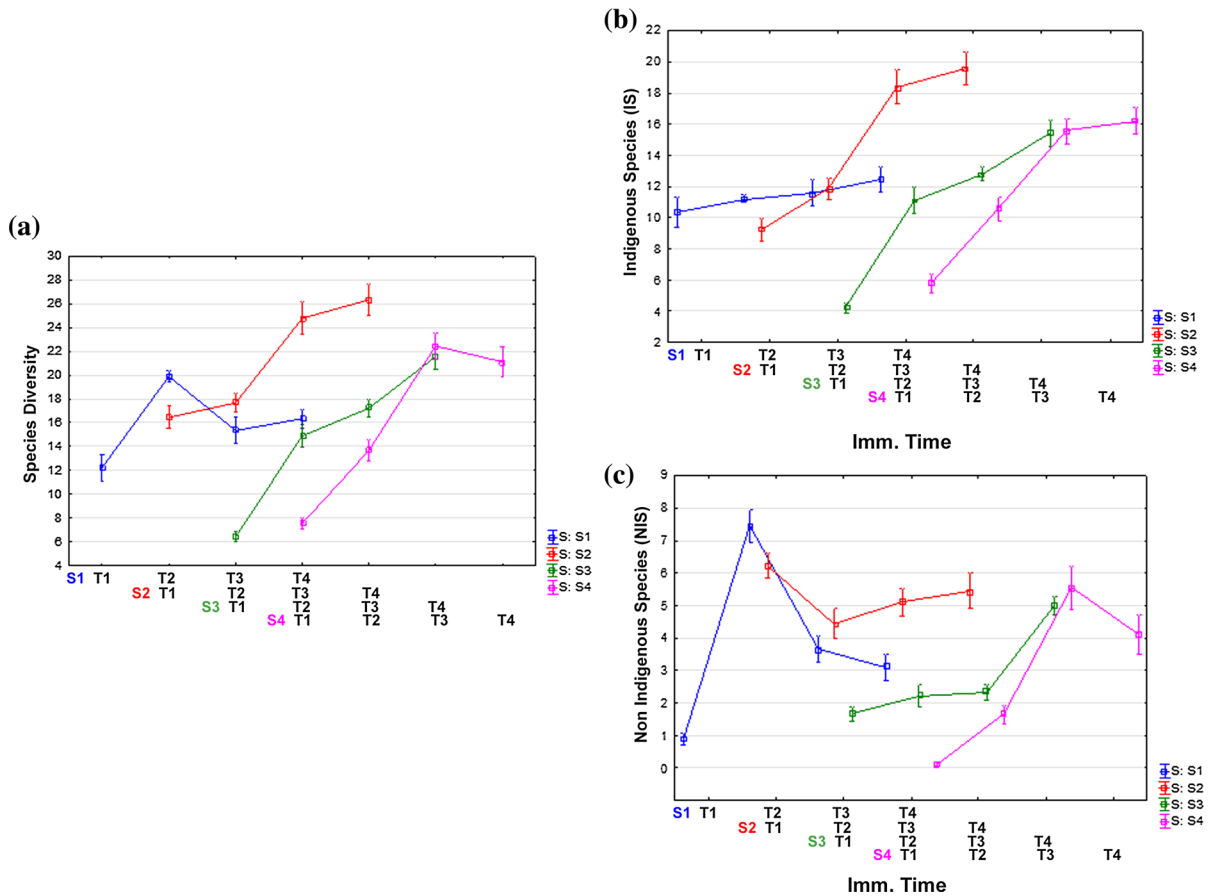 (a)
Species Diversity
30
28
26
24
22
20
18
16
14
12
10
8
6
4
S1 T1 T2 T3 T4
S2 T1 T2 T3 T4
S3 T1 T2 T3 T4
S4 T1 T2 T3 T4
S: S1
S: S2
S: S3
S: S4
(b)
Indigenous Species (IS)
22
20
18
16
14
12
10
8
6
4
2
S1 T1 T2 T3 T4
S2 T1 T2 T3 T4
S3 T1 T2 T3 T4
S4 T1 T2 T3 T4
Imm. Time
S: S1
S: S2
S: S3
S: S4
(c)
Non Indigenous Species (NIS)
9
8
7
6
5
4
3
2
1
0
S1 T1 T2 T3 T4
S2 T1 T2 T3 T4
S3 T1 T2 T3 T4
S4 T1 T2 T3 T4
Imm. Time
S: S1
S: S2
S: S3
S: S4